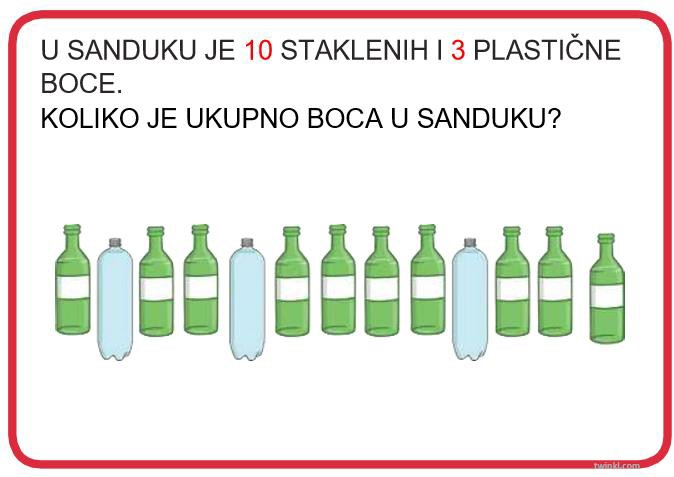 U SANDUKU JE 10 STAKLENIH I 3 PLASTIČNE
BOCE.
KOLIKO JE UKUPNO BOCA U SANDUKU?
twinkl.com